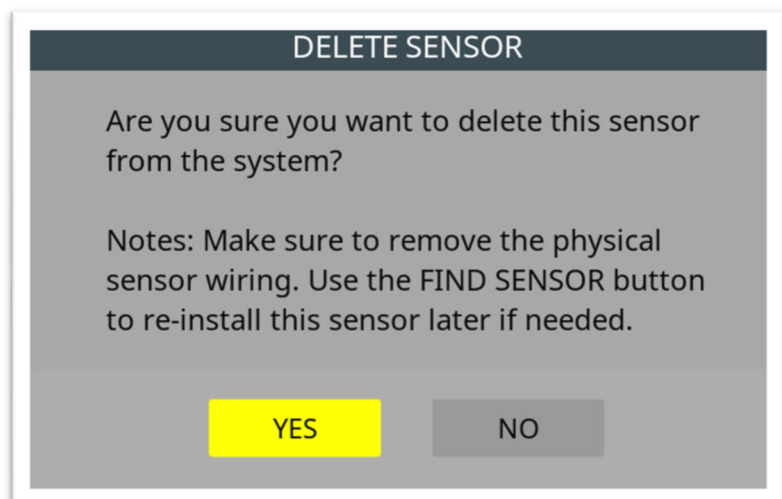 DELETE SENSOR
Are you sure you want to delete this sensor
from the system?
Notes: Make sure to remove the physical
sensor wiring. Use the FIND SENSOR button
to re-install this sensor later if needed.
YES
NO